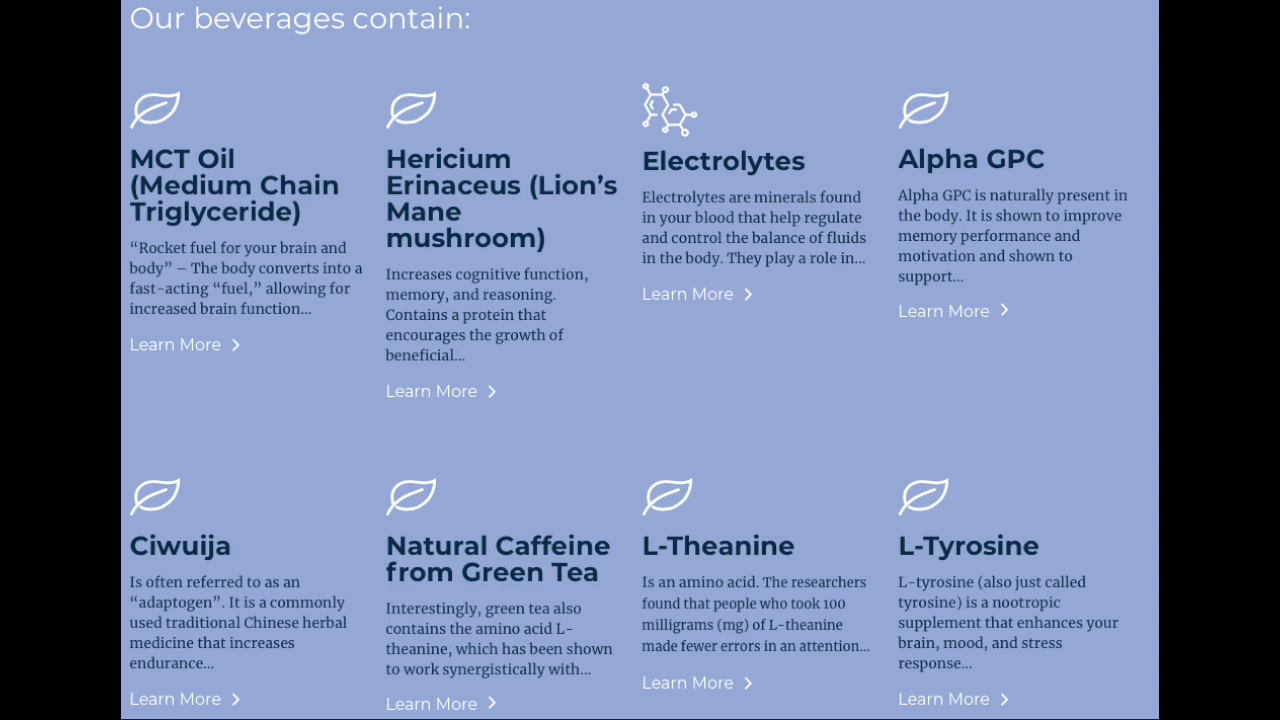 Our beverages contain:
MCT Oil
(Medium Chain
Triglyceride)
“Rocket fuel for your brain and
body” – The body converts into a
fast-acting “fuel,” allowing for
increased brain function...
Learn More
Hericium
Erinaceus (Lion’s
Mane
mushroom)
Increases cognitive function,
memory, and reasoning.
Contains a protein that
encourages the growth of
beneficial...
Learn More
Electrolytes
Electrolytes are minerals found
in your blood that help regulate
and control the balance of fluids
in the body. They play a role in...
Learn More
Alpha GPC
Alpha GPC is naturally present in
the body. It is shown to improve
memory performance and
motivation and shown to
support...
Learn More
Ciwuija
Is often referred to as an
“adaptogen”. It is a commonly
used traditional Chinese herbal
medicine that increases
endurance...
Learn More
Natural Caffeine
from Green Tea
Interestingly, green tea also
contains the amino acid L-
theanine, which has been shown
to work synergistically with...
Learn More
L-Theanine
Is an amino acid. The researchers
found that people who took 100
milligrams (mg) of L-theanine
made fewer errors in an attention...
Learn More
L-Tyrosine
L-tyrosine (also just called
tyrosine) is a nootropic
supplement that enhances your
brain, mood, and stress
response...
Learn More